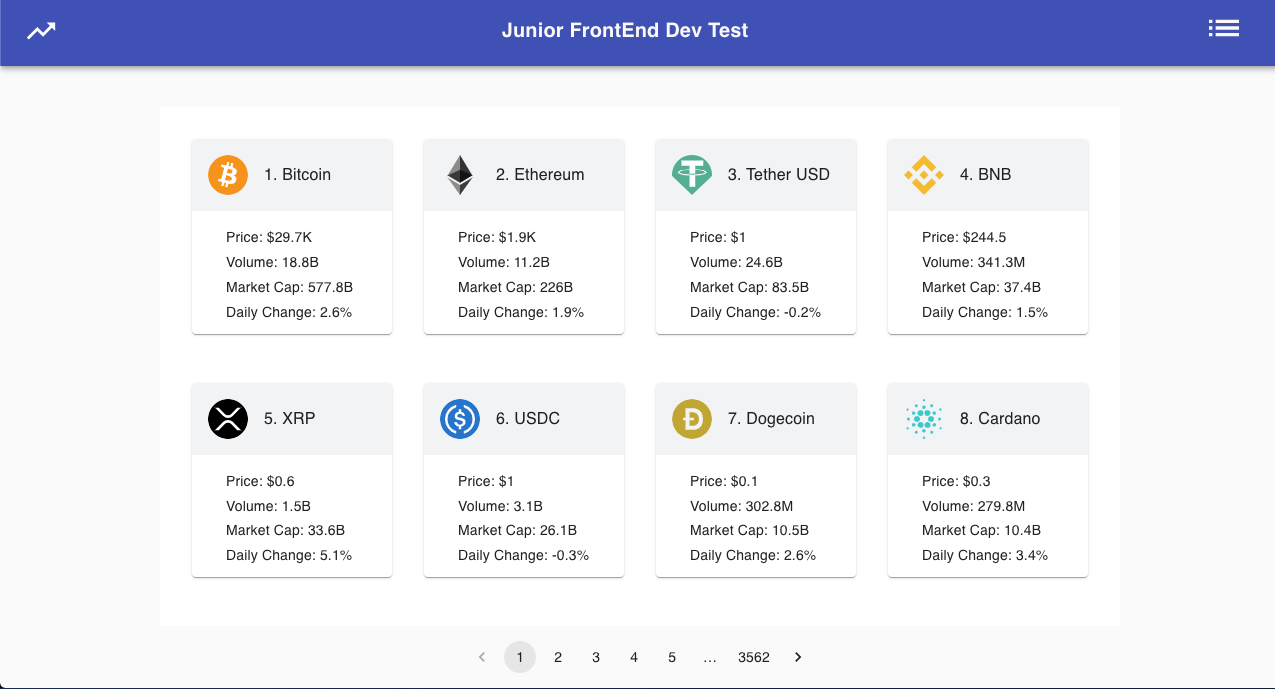 Junior FrontEnd Dev Test
1. Bitcoin
Price: $29.7K
Volume: 18.8B
Market Cap: 577.8B
Daily Change: 2.6%
2. Ethereum
Price: $1.9K
Volume: 11.2B
Market Cap: 226B
Daily Change: 1.9%
3. Tether USD
Price: $1
Volume: 24.6B
Market Cap: 83.5B
Daily Change: -0.2%
4. BNB
Price: $244.5
Volume: 341.3M
Market Cap: 37.4B
Daily Change: 1.5%
5. XRP
Price: $0.6
Volume: 1.5B
Market Cap: 33.6B
Daily Change: 5.1%
6. USDC
Price: $1
Volume: 3.1B
Market Cap: 26.1B
Daily Change: -0.3%
7. Dogecoin
Price: $0.1
Volume: 302.8M
Market Cap: 10.5B
Daily Change: 2.6%
8. Cardano
Price: $0.3
Volume: 279.8M
Market Cap: 10.4B
Daily Change: 3.4%
1 2 3 4 5 … 3562